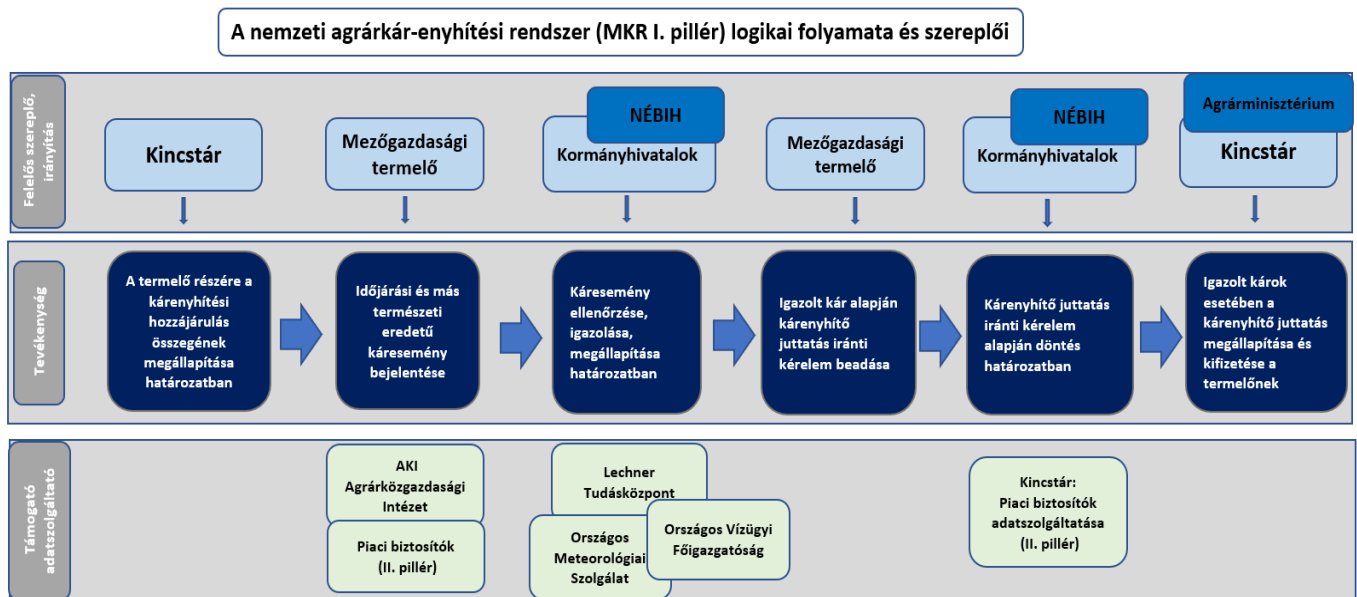 A nemzeti agrárkár-enyhítési rendszer (MKR I. pillér) logikai folyamata és szereplői
Felelős szereplő,
irányítás
Kincstár
Mezőgazdasági
termelő
NÉBIH
Kormányhivatalok
Mezőgazdasági
termelő
NÉBIH
Kormányhivatalok
Agrárminisztérium
Kincstár
Tevékenység
A termelő részére a
kárenyhítési
hozzájárulás
összegének
megállapítása
határozatban
Időjárási és más
természeti
eredetű
káresemény
bejelentése
Káresemény
ellenőrzése,
igazolása,
megállapítása
határozatban
Igazolt kár alapján
kárenyhítő
juttatás iránti
kérelem beadása
Kárenyhítő juttatás
iránti kérelem
alapján döntés
határozatban
Igazolt károk
esetében a
kárenyhítő juttatás
megállapítása és
kifizetése a
termelőnek
Támogató
adatszolgáltató
AKI
Agrárközgazdasági
Intézet
Piaci biztosítók
(II. pillér)
Lechner
Tudásközpont
Országos
Meteorológiai
Szolgálat
Országos Vízügyi
Főigazgatóság
Kincstár:
Piaci biztosítók
adatszolgáltatása
(II. pillér)